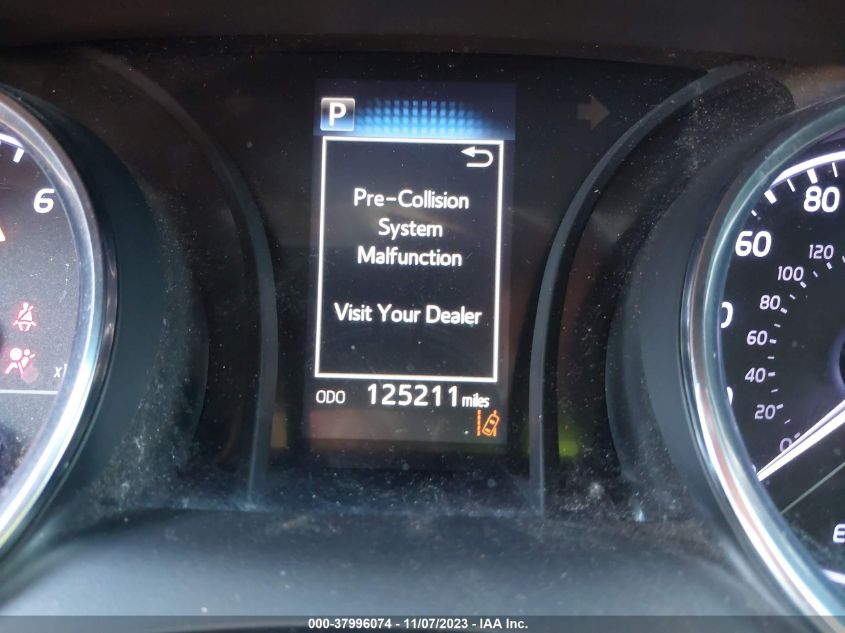 P
Pre-Collision
System
Malfunction
Visit Your Dealer
ODO 125211 miles
6
80
60
120
100
80
60
40
20
0
E
000-37996074 - 11/07/2023 - IAA Inc.